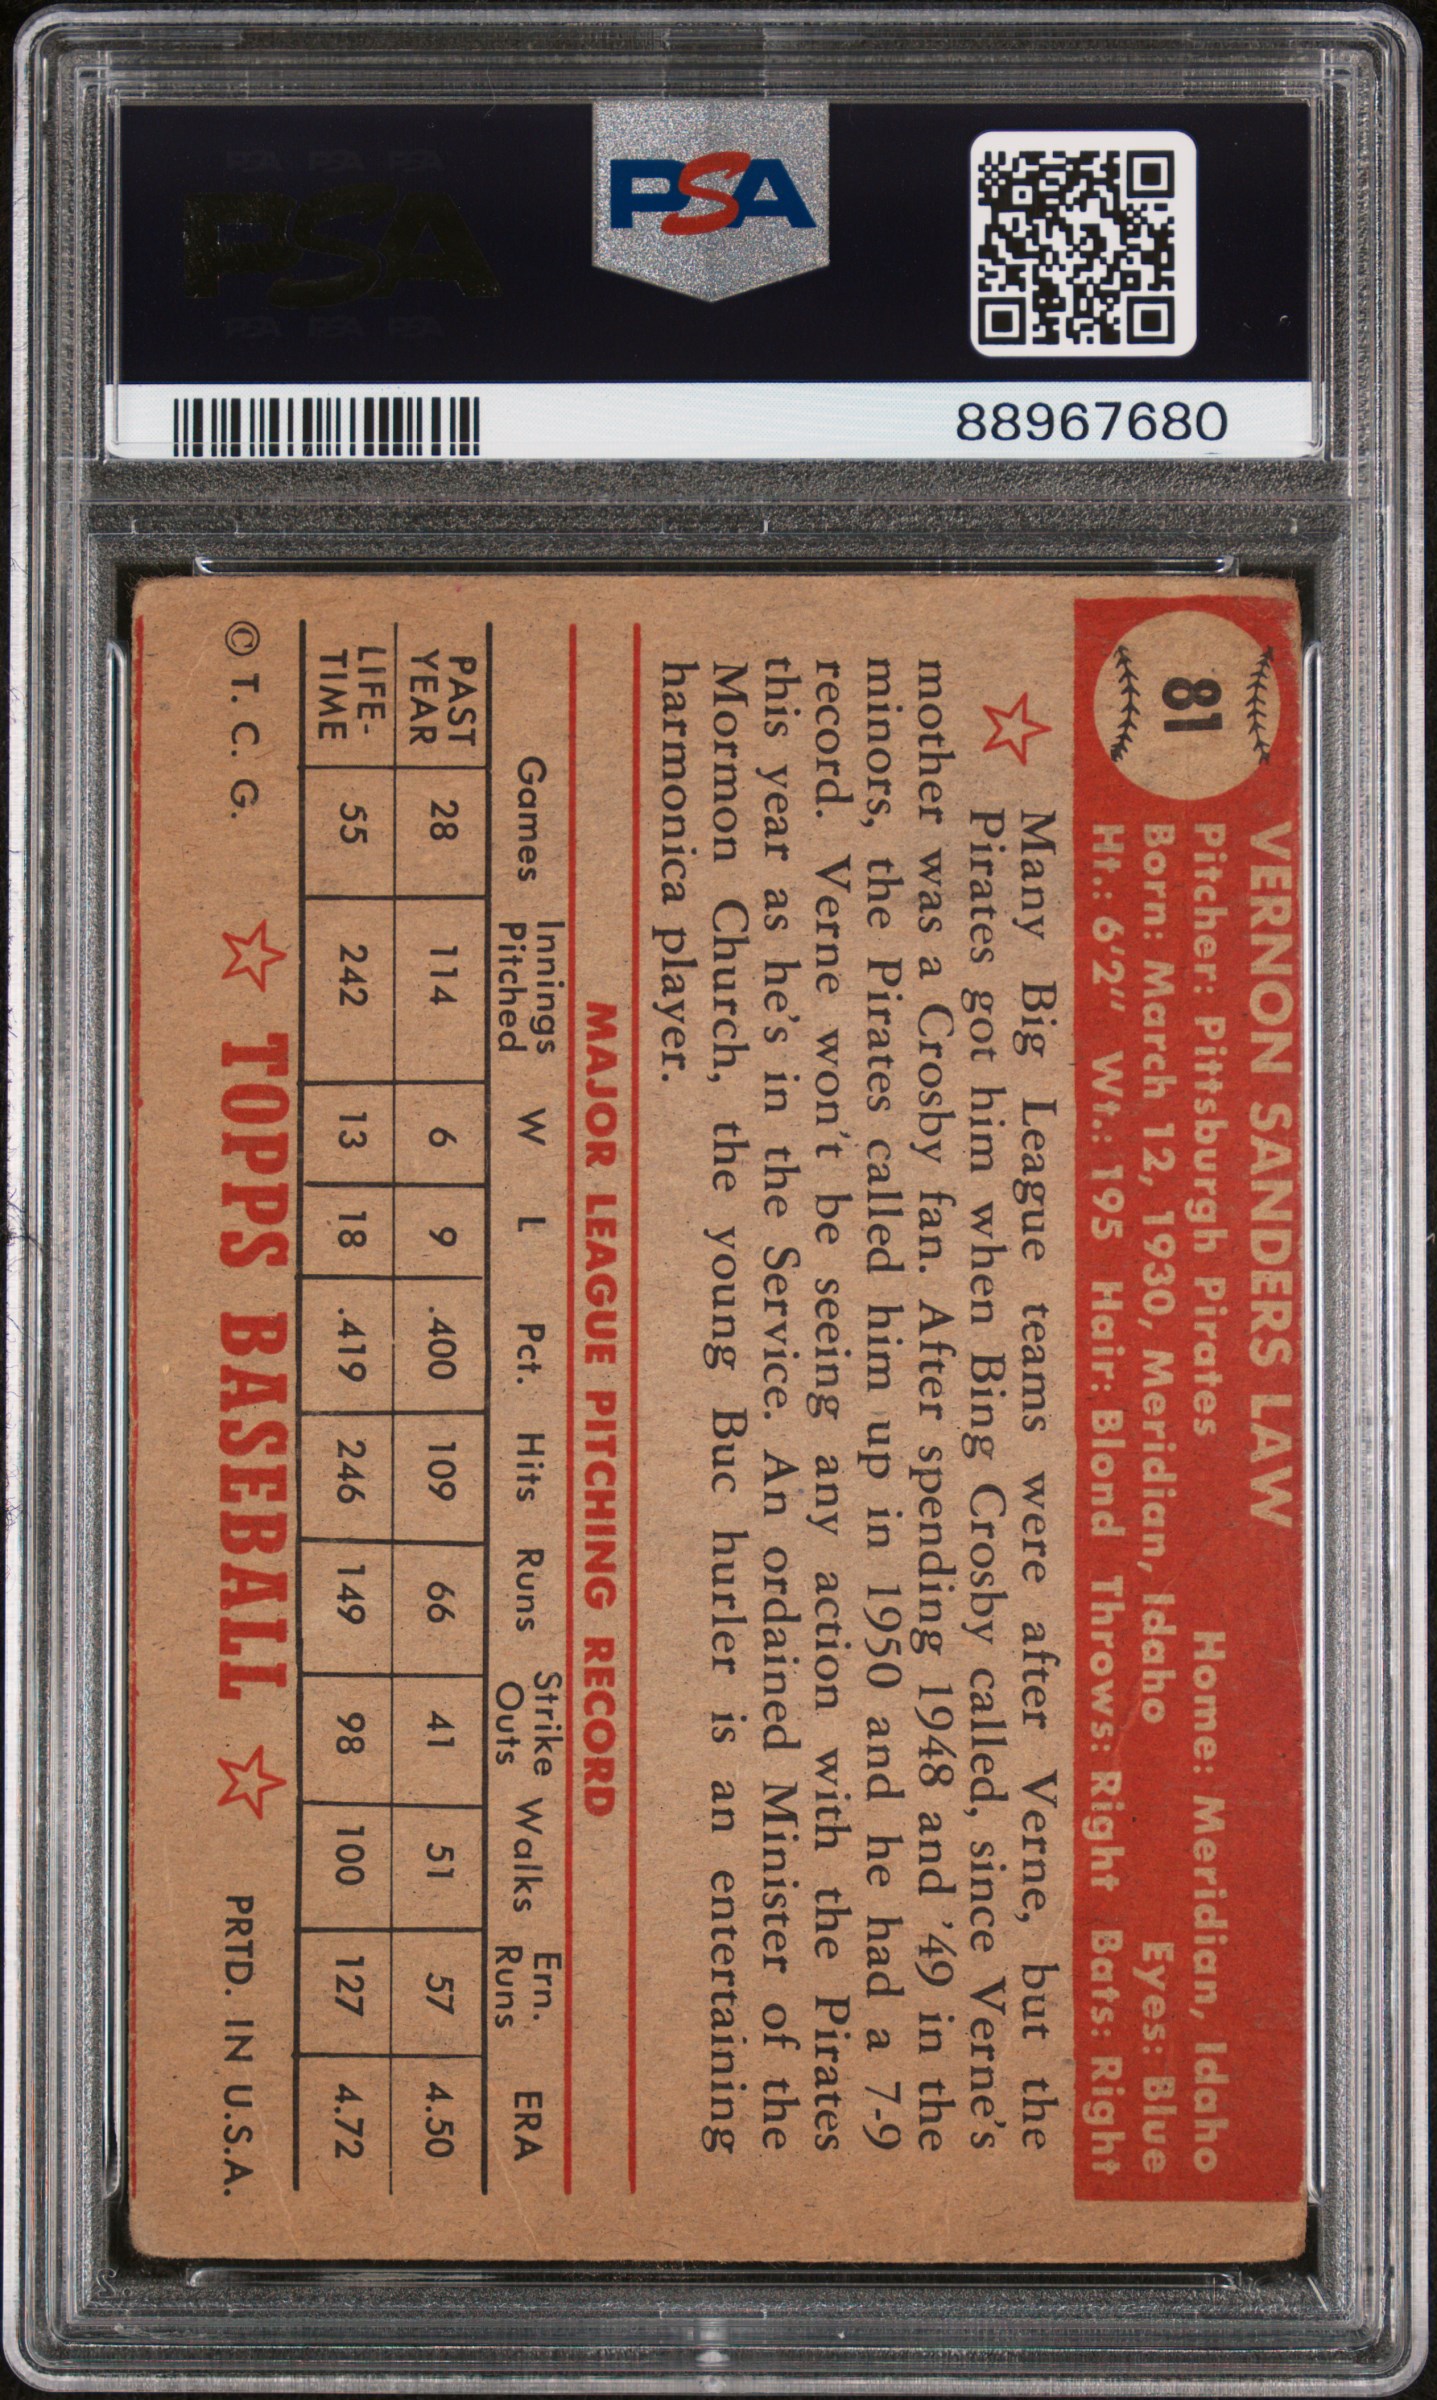 PSA PSA PSA
PSA
PSA PSA PSA
PSA
88967680
81
VERNON SANDERS LAW
Pitcher: Pittsburgh Pirates Home: Meridian, Idaho
Born: March 12, 1930, Meridian, Idaho Eyes: Blue
Ht.: 6'2" Wt.: 195 Hair: Blond Throws: Right Bats: Right
Many Big League teams were after Verne, but the
Pirates got him when Bing Crosby called, since Verne's
mother was a Crosby fan. After spending 1948 and '49 in the
minors, the Pirates called him up in 1950 and he had a 7-9
record. Verne won't be seeing any action with the Pirates
this year as he's in the Service. An ordained Minister of the
Mormon Church, the young Buc hurler is an entertaining
harmonica player.
MAJOR LEAGUE PITCHING RECORD
Games Innings Pitched W L Pct. Hits Runs Strike Outs Walks Ern. Runs ERA
PAST YEAR 28 114 6 9 .400 109 66 41 51 57 4.50
LIFE-TIME 55 242 13 18 .419 246 149 98 100 127 4.72
© T. C. G. TOPPS BASEBALL PRTD. IN U.S.A.